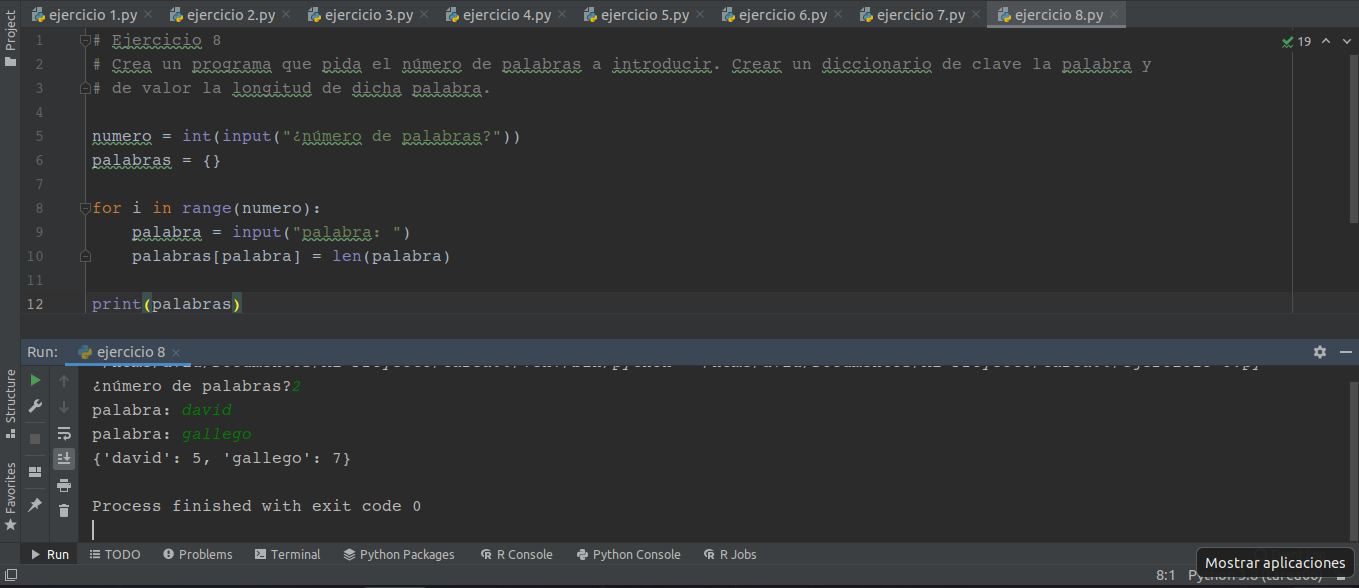 Project
ejercicio 1.py ejercicio 2.py ejercicio 3.py ejercicio 4.py ejercicio 5.py ejercicio 6.py ejercicio 7.py ejercicio 8.py
19
1 # Ejercicio 8
2 # Crea un programa que pida el número de palabras a introducir. Crear un diccionario de clave la palabra y
3 # de valor la longitud de dicha palabra.
4
5 numero = int(input("¿número de palabras?"))
6 palabras = {}
7
8 for i in range(numero):
9 palabra = input("palabra: ")
10 palabras[palabra] = len(palabra)
11
12 print(palabras)
Run: ejercicio 8
¿número de palabras?2
palabra: david
palabra: gallego
{'david': 5, 'gallego': 7}
Process finished with exit code 0
Structure
Favorites
Run TODO Problems Terminal Python Packages R Console Python Console R Jobs
Mostrar aplicaciones
8:1